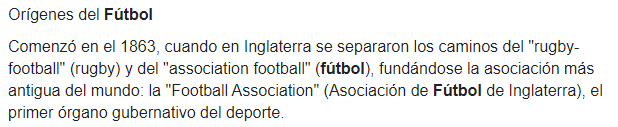 Orígenes del Fútbol
Comenzó en el 1863, cuando en Inglaterra se separaron los caminos del "rugby-
football" (rugby) y del "association football" (fútbol), fundándose la asociación más
antigua del mundo: la "Football Association" (Asociación de Fútbol de Inglaterra), el
primer órgano gubernativo del deporte.